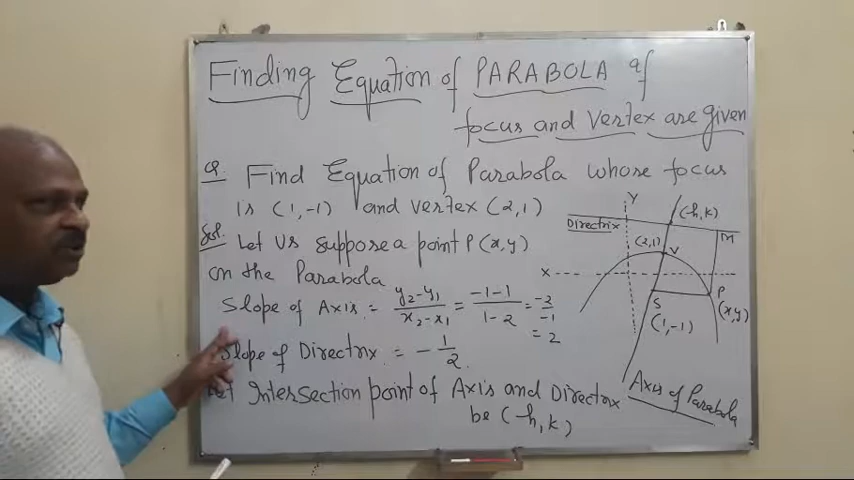 Finding Equation of PARABOLA of
focus and Vertex are given
Q. Find Equation of Parabola whose focus
is (1,-1) and vertex (2,1)
Sol. Let us suppose a point P(x,y)
on the Parabola
Slope of Axis = y₂-y₁/x₂-x₁ = -1-1/1-2 = -2/-1
= 2
Slope of Directrix = -1/2.
Let Intersection point of Axis and Directrix
be (h,k)
Y
(h,k)
Directrix
M
(2,1) V
X
S
P
(x,y)
(1,-1)
Axis of Parabola